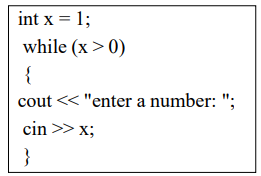 int x = 1;
while (x > 0)
{
cout << "enter a number: ";
cin >> x;
}